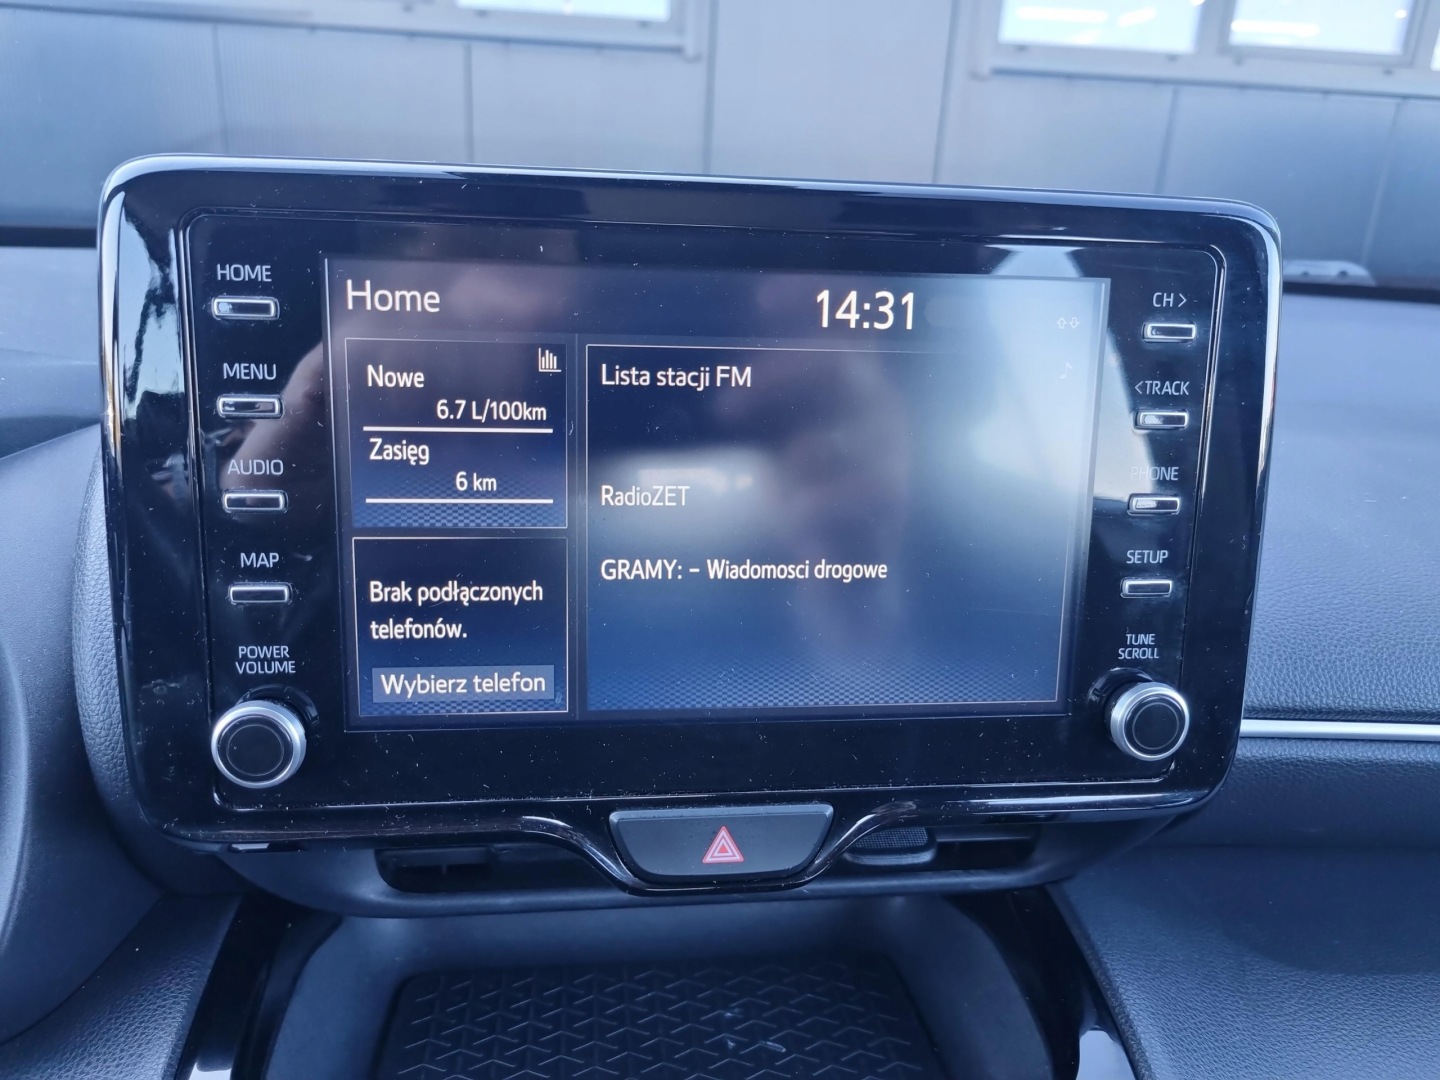 HOME
MENU
AUDIO
MAP
POWER
VOLUME
Home
14:31
Nowe
6.7 L/100km
Zasięg
6 km
Brak podłączonych
telefonów.
Wybierz telefon
Lista stacji FM
RadioZET
GRAMY: - Wiadomosci drogowe
CH >
<TRACK
PHONE
SETUP
TUNE
SCROLL